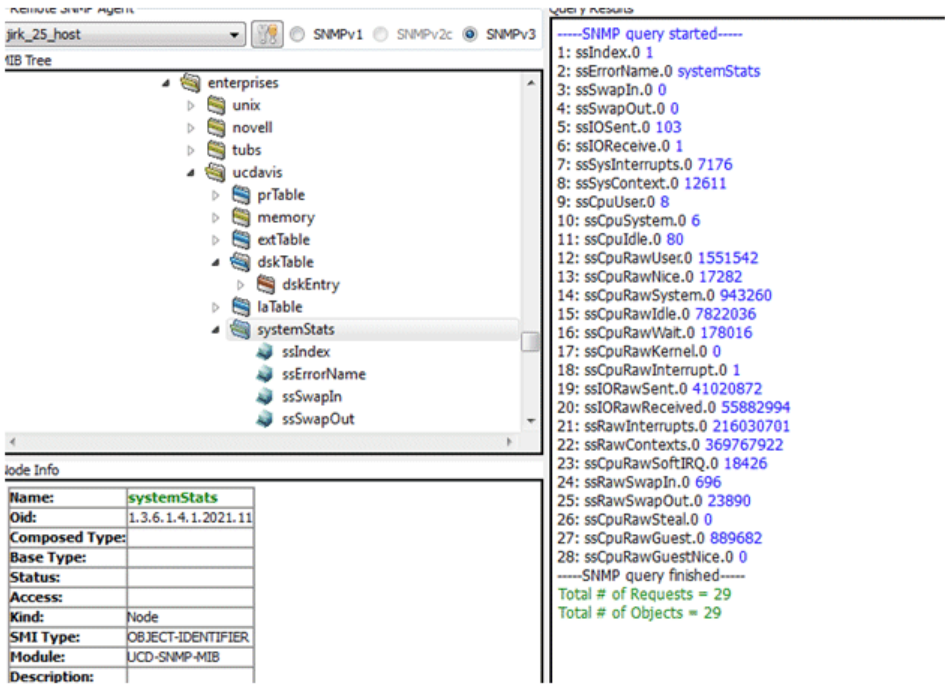 Remote SNMP Agent
jirk_25_host
SNMPv1
SNMPv2c
SNMPv3
MIB Tree
enterprises
unix
novell
tubs
ucdavis
prTable
memory
extTable
dskTable
dskEntry
laTable
systemStats
ssIndex
ssErrorName
ssSwapIn
ssSwapOut
Node Info
Name: systemStats
Oid: 1.3.6.1.4.1.2021.11
Composed Type:
Base Type:
Status:
Access:
Kind: Node
SMI Type: OBJECT-IDENTIFIER
Module: UCD-SNMP-MIB
Description:
Query Results
-----SNMP query started-----
1: ssIndex.0 1
2: ssErrorName.0 systemStats
3: ssSwapIn.0 0
4: ssSwapOut.0 0
5: ssIOSent.0 103
6: ssIOReceive.0 1
7: ssSysInterrupts.0 7176
8: ssSysContext.0 12611
9: ssCpuUser.0 8
10: ssCpuSystem.0 6
11: ssCpuIdle.0 80
12: ssCpuRawUser.0 1551542
13: ssCpuRawNice.0 17282
14: ssCpuRawSystem.0 943260
15: ssCpuRawIdle.0 7822036
16: ssCpuRawWait.0 178016
17: ssCpuRawKernel.0 0
18: ssCpuRawInterrupt.0 1
19: ssIORawSent.0 41020872
20: ssIORawReceived.0 55882994
21: ssRawInterrupts.0 216030701
22: ssRawContexts.0 369767922
23: ssCpuRawSoftIRQ.0 18426
24: ssRawSwapIn.0 696
25: ssRawSwapOut.0 23890
26: ssCpuRawSteal.0 0
27: ssCpuRawGuest.0 889682
28: ssCpuRawGuestNice.0 0
-----SNMP query finished-----
Total # of Requests = 29
Total # of Objects = 29